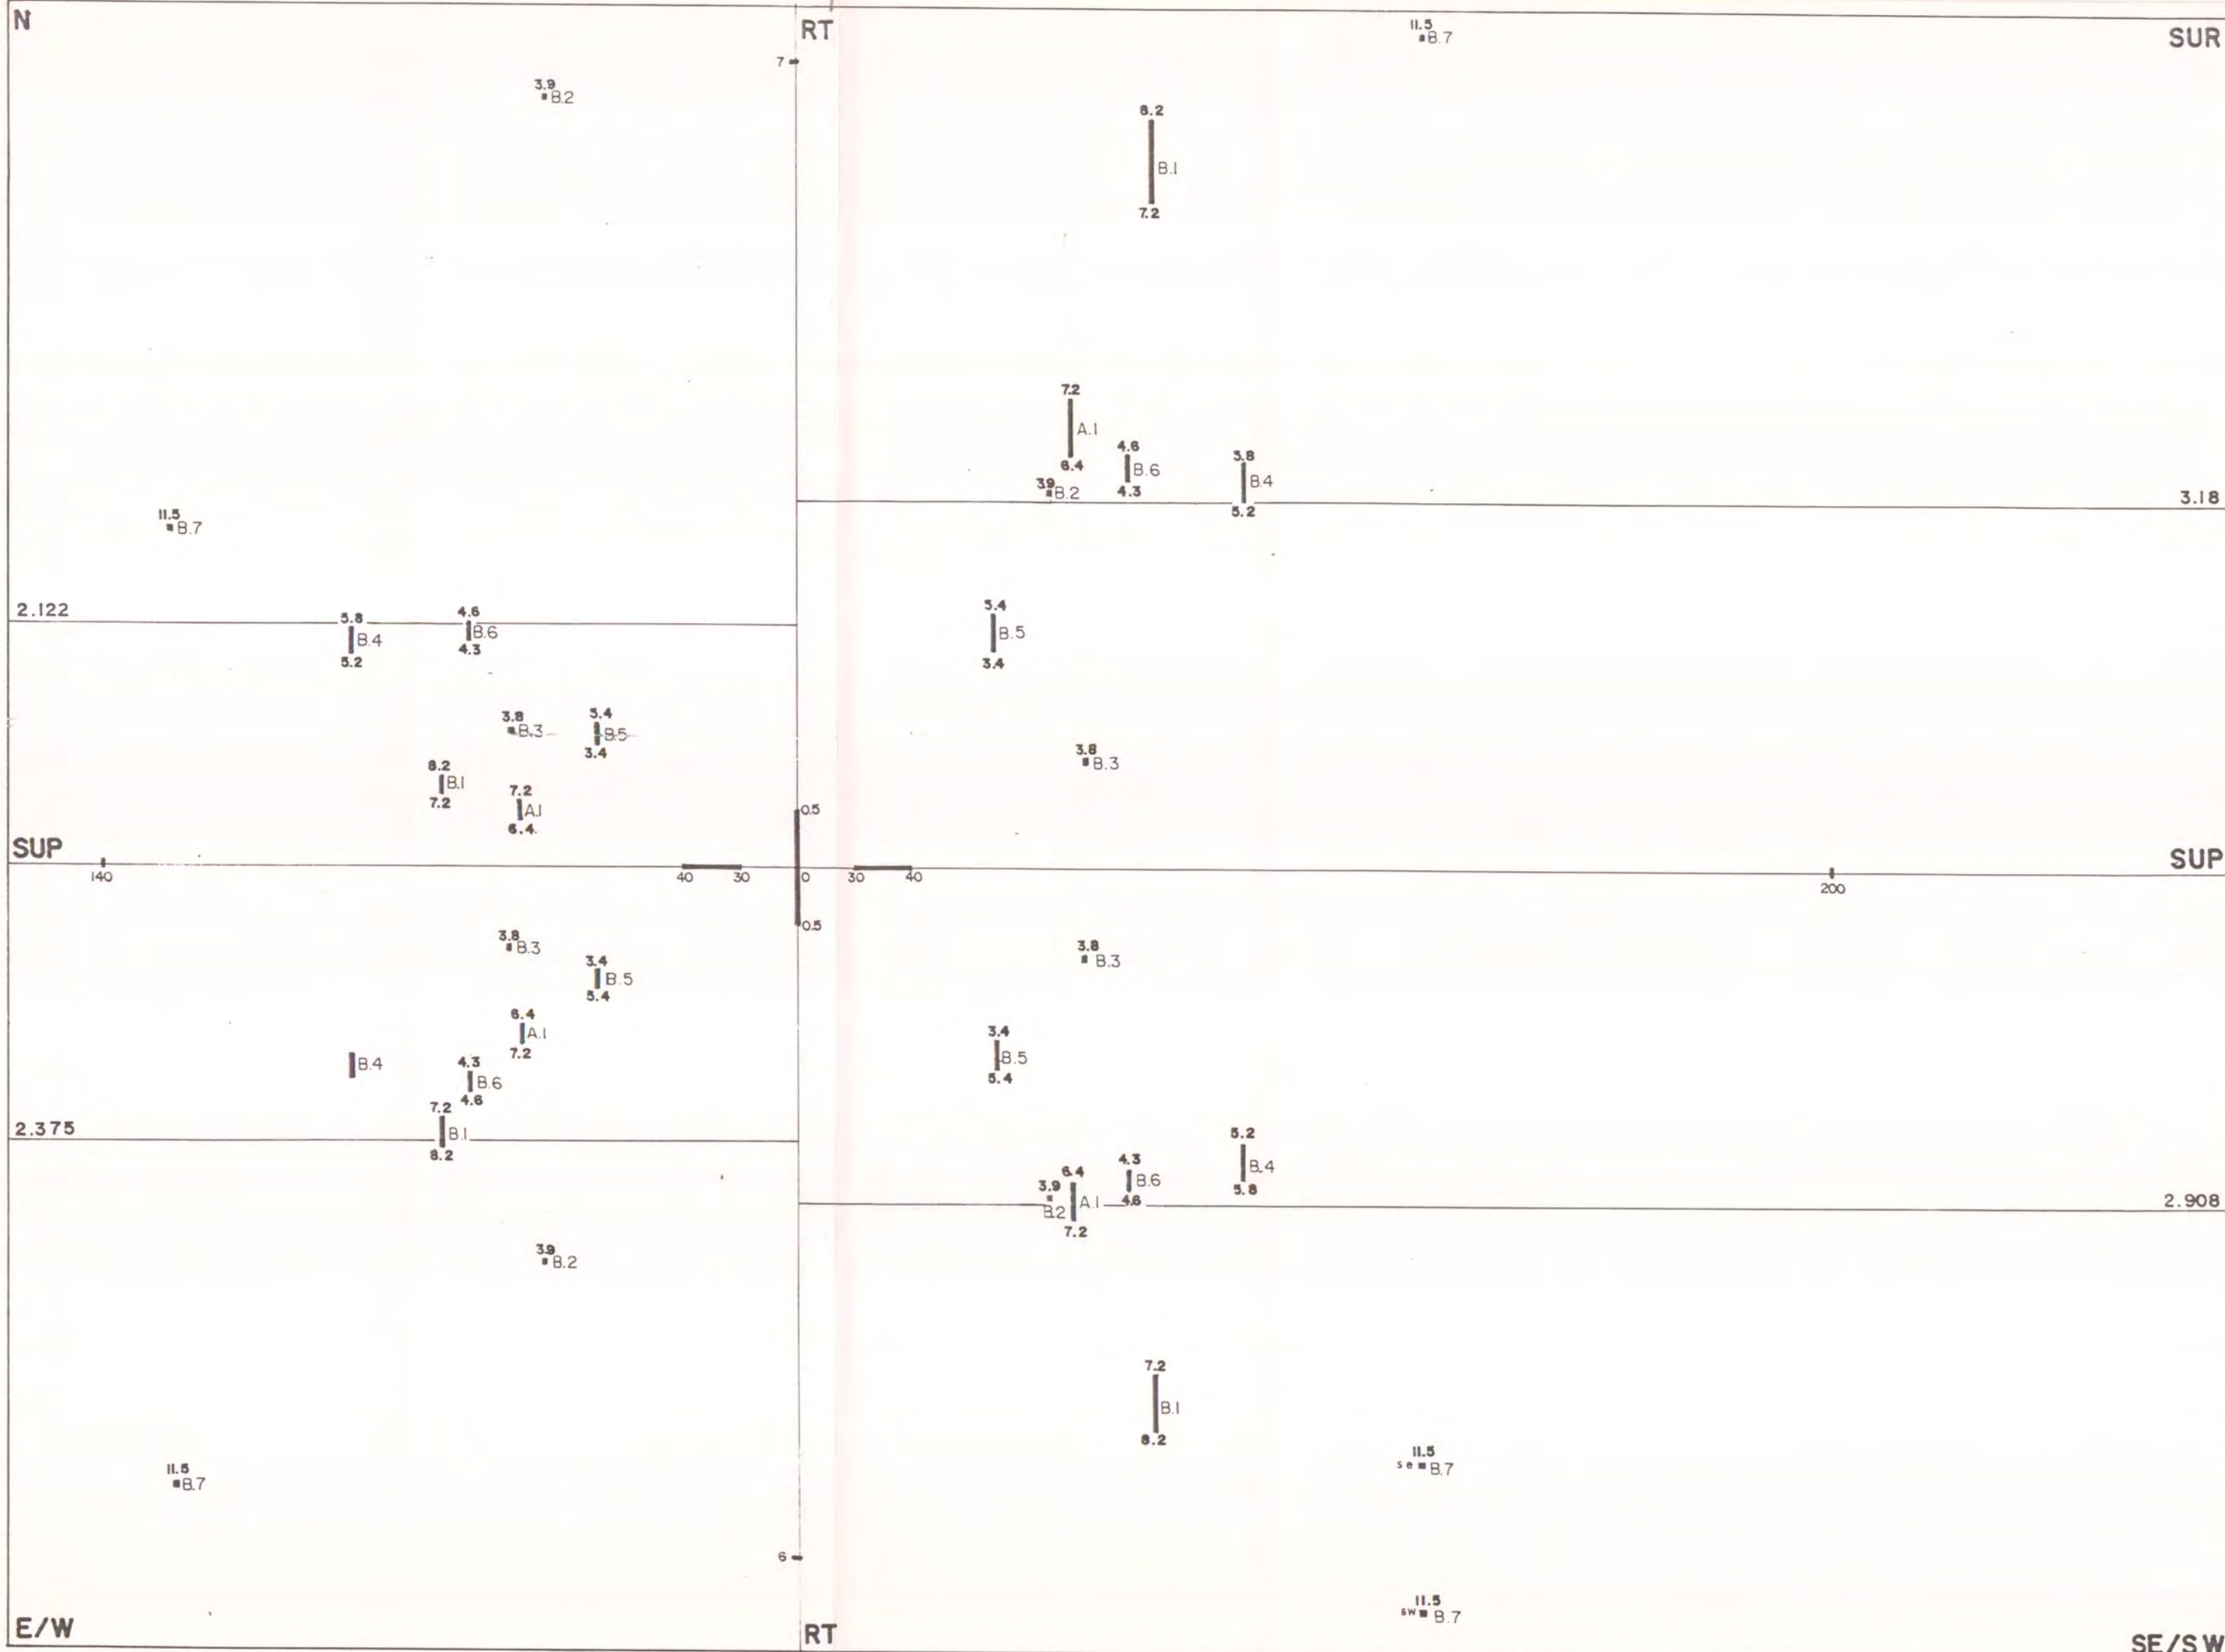 N
RT
SUR
11.5
B.7
7
3.9
B.2
8.2
B.1
7.2
7.2
A.1
6.4
4.6
B.6
4.3
5.8
B.4
5.2
3.9
B.2
3.18
11.5
B.7
2.122
5.8
B.4
5.2
4.6
B.6
4.3
5.4
B.5
3.4
3.8
B.3
5.4
B.5
3.4
3.8
B.3
8.2
B.1
7.2
7.2
A.1
6.4
0.5
SUP
SUP
140
40
30
0
30
40
200
0.5
3.8
B.3
3.4
B.5
5.4
3.8
B.3
6.4
A.1
7.2
3.4
B.5
5.4
B.4
4.3
B.6
4.6
7.2
B.1
8.2
2.375
5.2
B.4
5.8
4.3
B.6
4.6
6.4
A.1
7.2
3.9
B.2
2.908
3.9
B.2
7.2
B.1
8.2
11.5
B.7
11.5
se B.7
6
11.5
sw B.7
E/W
RT
SE/SW